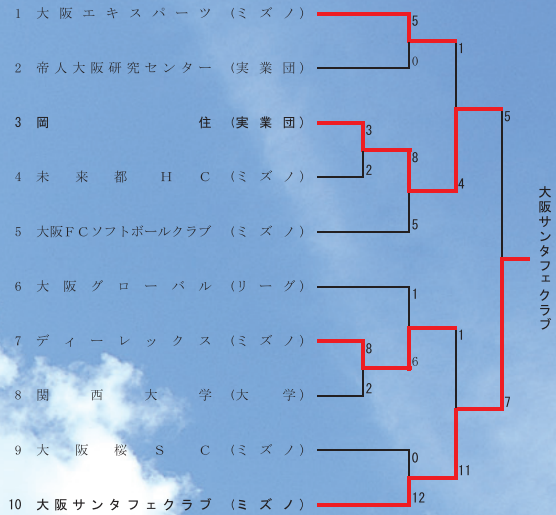 1 大阪エキスパーツ (ミズノ)
5
1
2 帝人大阪研究センター (実業団)
0
5
3 岡住 (実業団)
3
8
4 未来都HC (ミズノ)
2
4
5 大阪FCソフトボールクラブ (ミズノ)
5
大阪サンタフェクラブ
6 大阪グローバル (リーグ)
1
7 ディーレックス (ミズノ)
8
6
1
8 関西大学 (大学)
2
7
9 大阪桜SC (ミズノ)
0
11
10 大阪サンタフェクラブ (ミズノ)
12